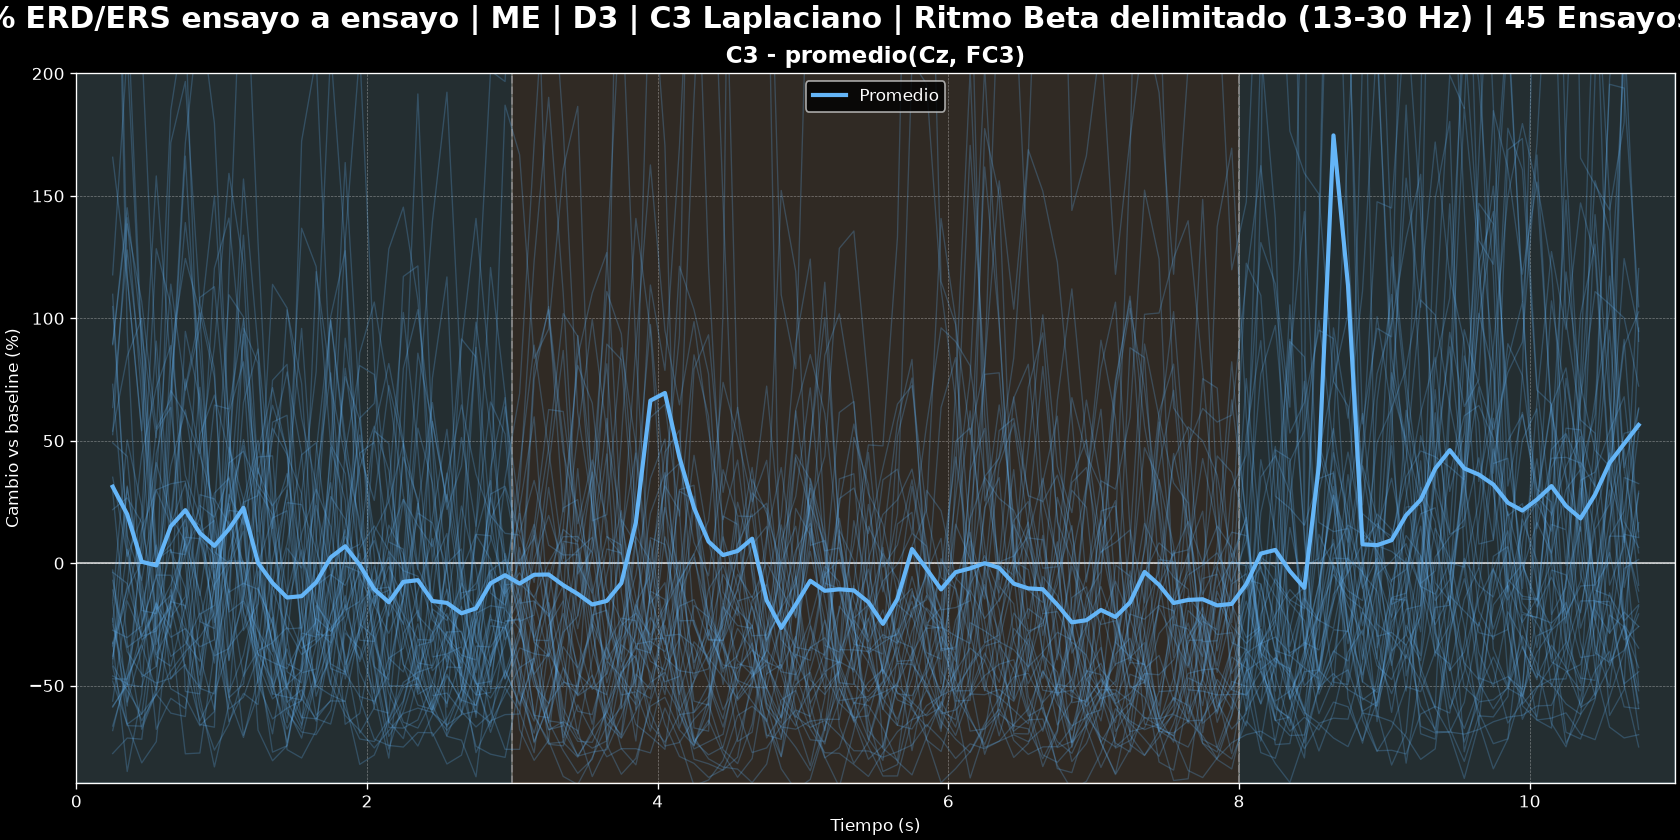 % ERD/ERS ensayo a ensayo | ME | D3 | C3 Laplaciano | Ritmo Beta delimitado (13-30 Hz) | 45 Ensayos
C3 - promedio(Cz, FC3)
Promedio
Cambio vs baseline (%)
200
150
100
50
0
−50
0
2
4
6
8
10
Tiempo (s)